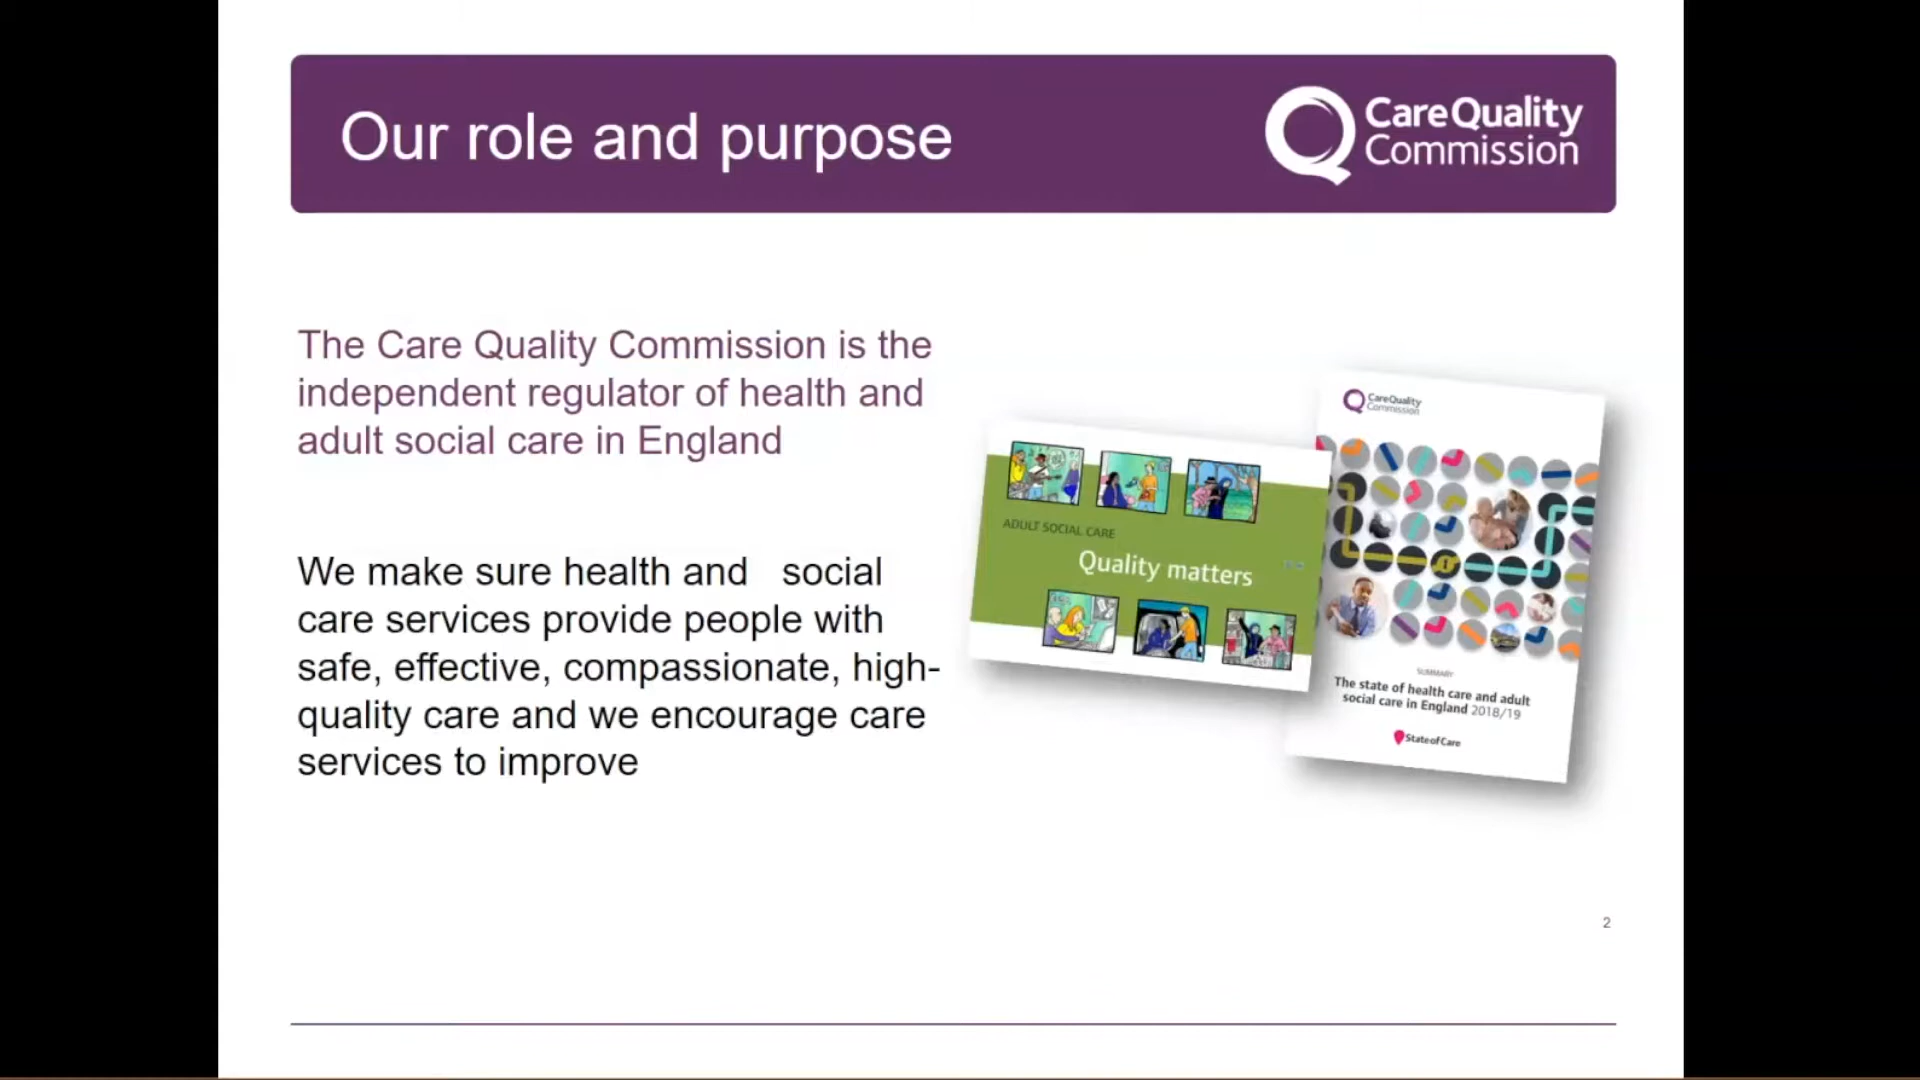 Our role and purpose
CareQuality
Commission
The Care Quality Commission is the
independent regulator of health and
adult social care in England
We make sure health and social
care services provide people with
safe, effective, compassionate, high-
quality care and we encourage care
services to improve
ADULT SOCIAL CARE
Quality matters
CareQuality
Commission
SUMMARY
The state of health care and adult
social care in England 2018/19
StateofCare
2